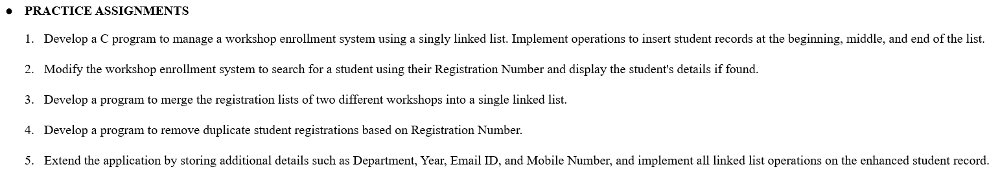 ● PRACTICE ASSIGNMENTS
1. Develop a C program to manage a workshop enrollment system using a singly linked list. Implement operations to insert student records at the beginning, middle, and end of the list.
2. Modify the workshop enrollment system to search for a student using their Registration Number and display the student's details if found.
3. Develop a program to merge the registration lists of two different workshops into a single linked list.
4. Develop a program to remove duplicate student registrations based on Registration Number.
5. Extend the application by storing additional details such as Department, Year, Email ID, and Mobile Number, and implement all linked list operations on the enhanced student record.